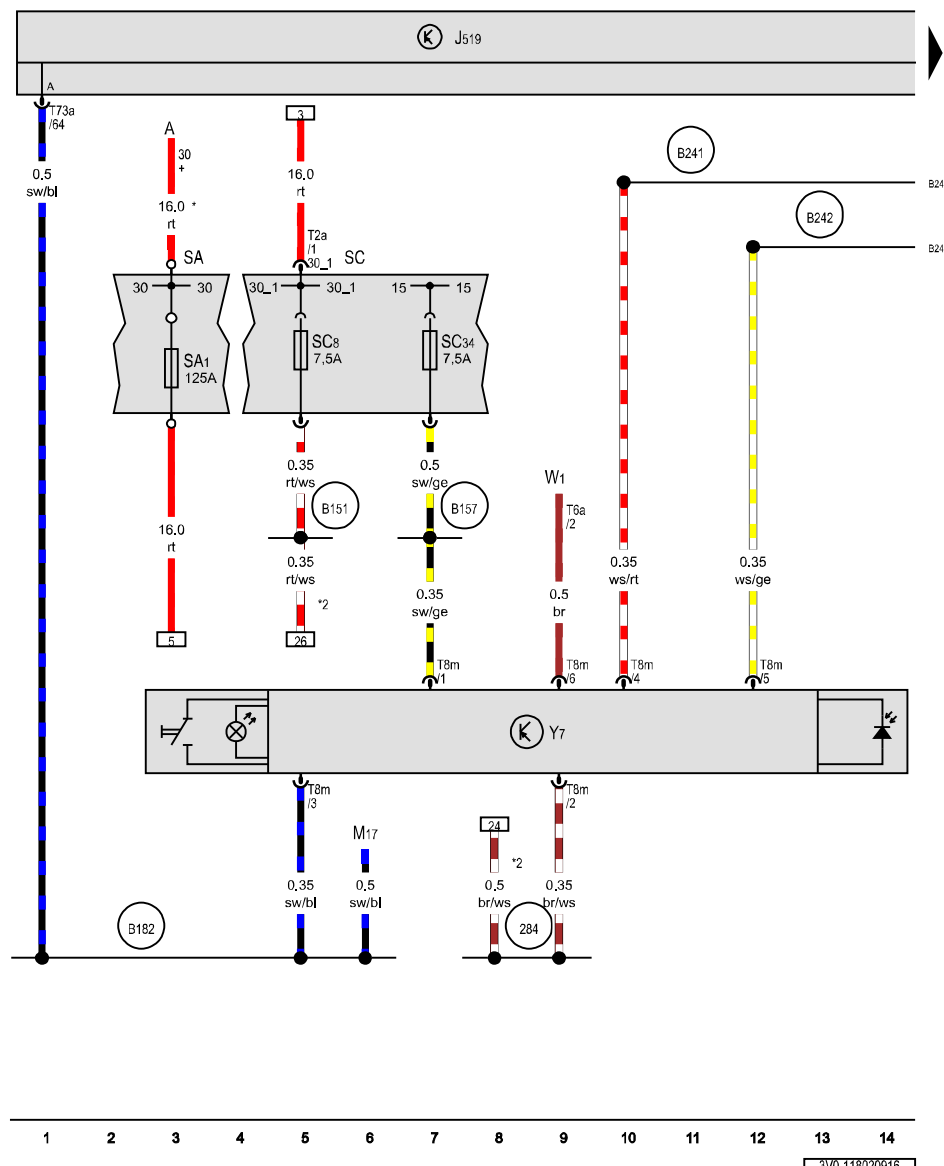 J519
A
T73a
/64
3
A
30
+
B241
0.5
sw/bl
16.0
rt
B24
16.0 *
rt
B242
T2a
/1
30_1
B24
SA
SC
30 30
30_1 30_1
15 15
SA1
125A
SC8
7,5A
SC34
7,5A
0.35
rt/ws
0.5
sw/ge
W1
B151
B157
T6a
/2
16.0
rt
0.35
rt/ws
*2
0.35
sw/ge
0.5
br
0.35
ws/rt
0.35
ws/ge
5
26
T8m
/1
T8m
/6
T8m
/4
T8m
/5
Y7
T8m
/3
T8m
/2
M17
24
*2
0.35
sw/bl
0.5
sw/bl
0.5
br/ws
0.35
br/ws
B182
284
1 2 3 4 5 6 7 8 9 10 11 12 13 14
3V0-118020916